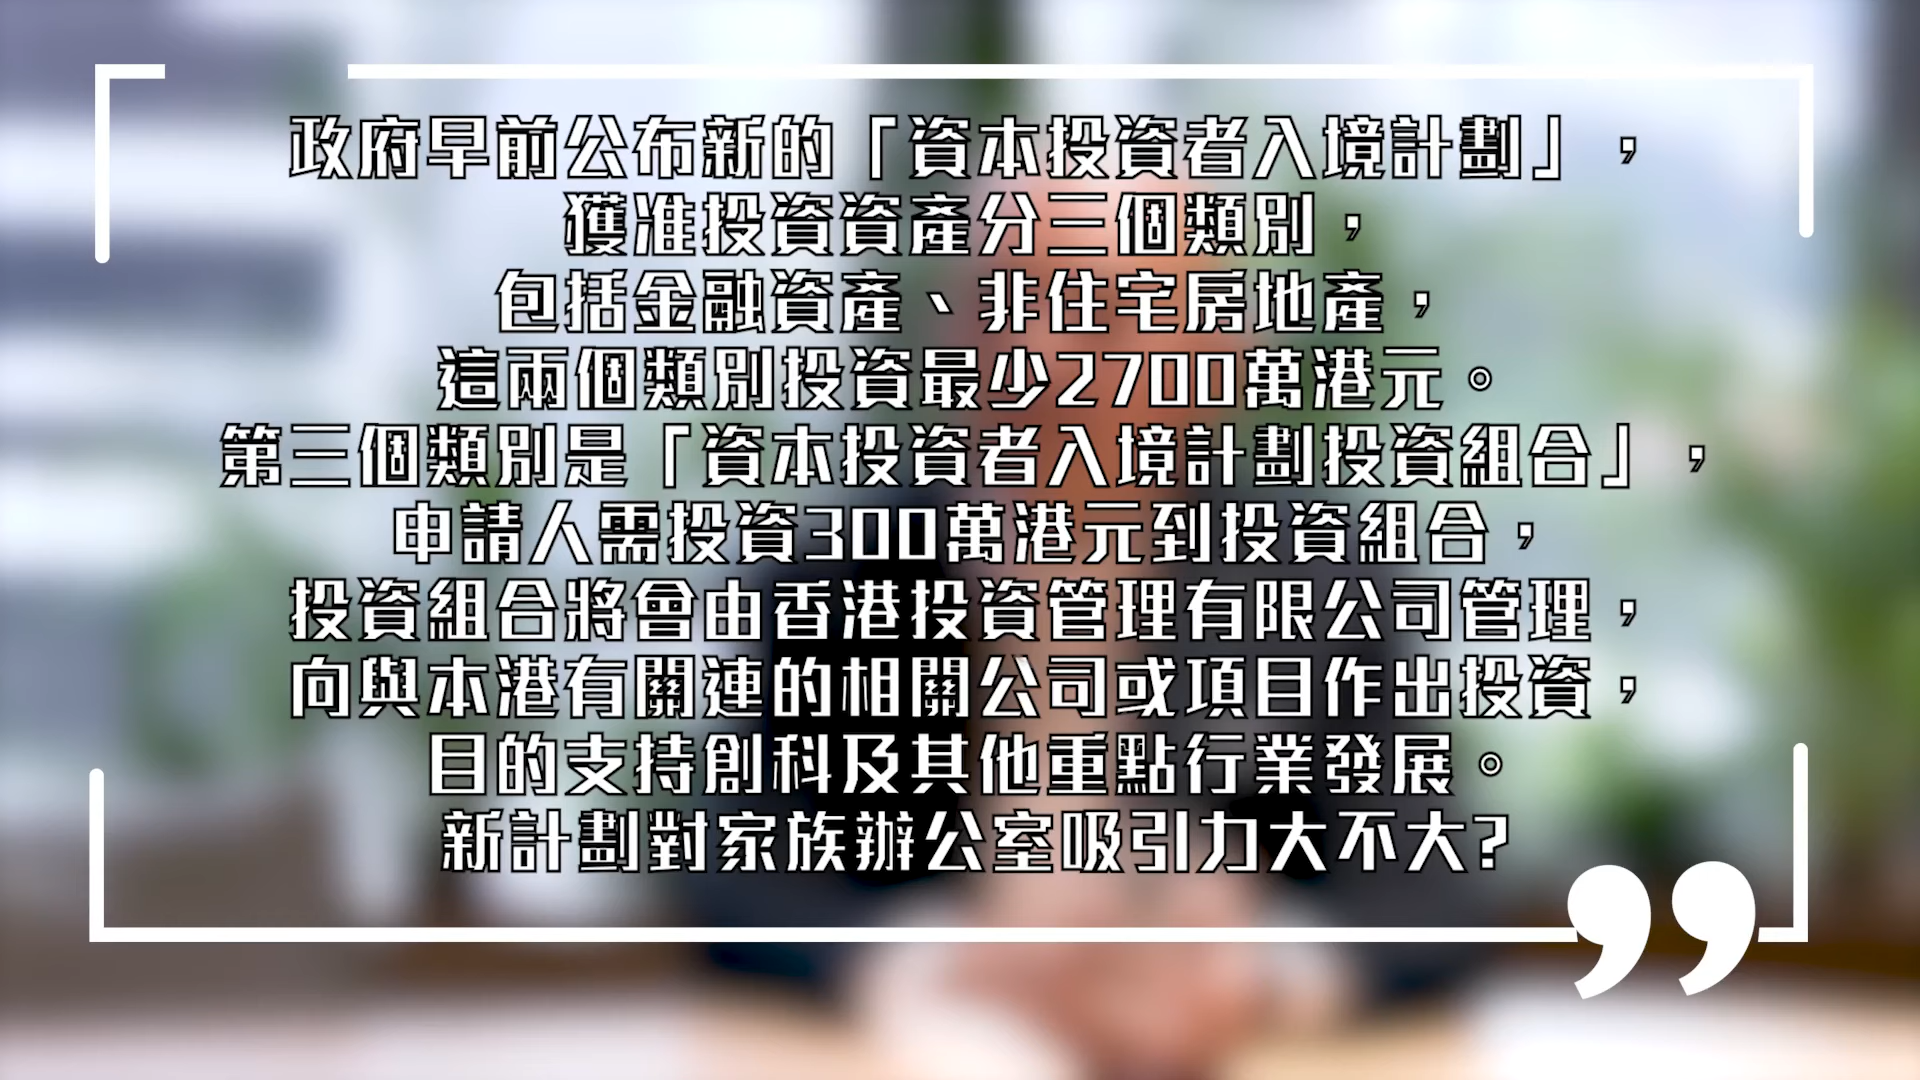 政府早前公布新的「資本投資者入境計劃」，
獲准投資資產分三個類別，
包括金融資產、非住宅房地產，
這兩個類別投資最少2700萬港元。
第三個類別是「資本投資者入境計劃投資組合」，
申請人需投資300萬港元到投資組合，
投資組合將會由香港投資管理有限公司管理，
向與本港有關連的相關公司或項目作出投資，
目的支持創科及其他重點行業發展。
新計劃對家族辦公室吸引力大不大?